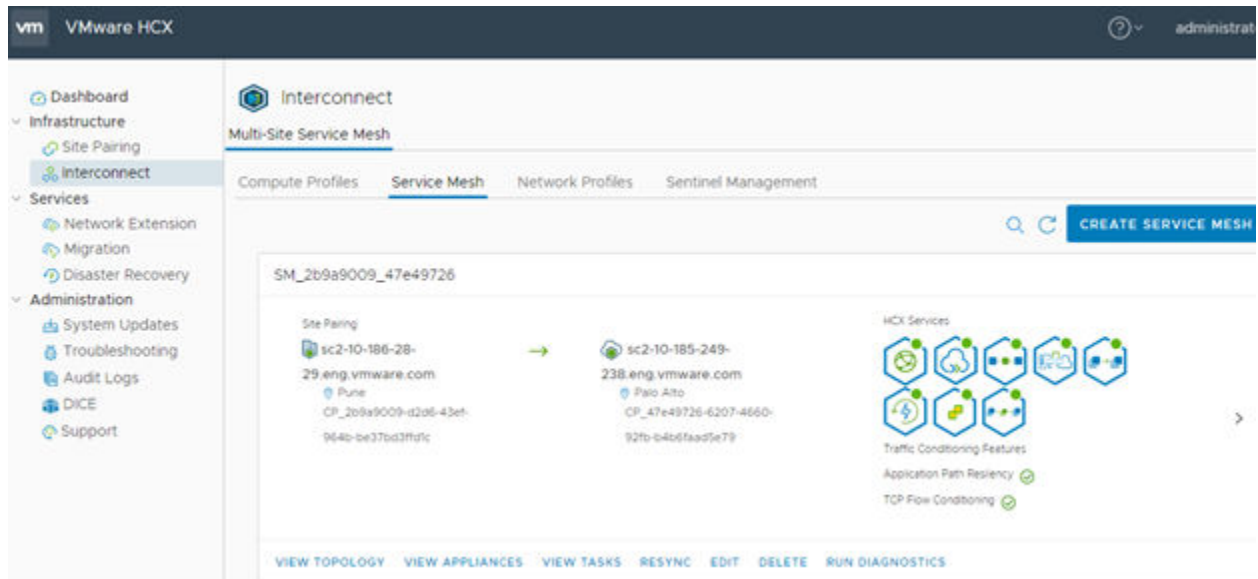 vm VMware HCX
administrat
Dashboard
Infrastructure
Site Pairing
Interconnect
Services
Network Extension
Migration
Disaster Recovery
Administration
System Updates
Troubleshooting
Audit Logs
DICE
Support
Interconnect
Multi-Site Service Mesh
Compute Profiles Service Mesh Network Profiles Sentinel Management
CREATE SERVICE MESH
SM_2b9a9009_47e49726
Site Pairing
sc2-10-186-28-
29.eng.vmware.com
Pune
CP_2b9a9009-d2d6-43ef-
964b-be37bd3ffd1c
sc2-10-185-249-
238.eng.vmware.com
Palo Alto
CP_47e49726-6207-4660-
92fb-b4b6faad5e79
HCX Services
Traffic Conditioning Features
Application Path Resiliency
TCP Flow Conditioning
VIEW TOPOLOGY VIEW APPLIANCES VIEW TASKS RESYNC EDIT DELETE RUN DIAGNOSTICS